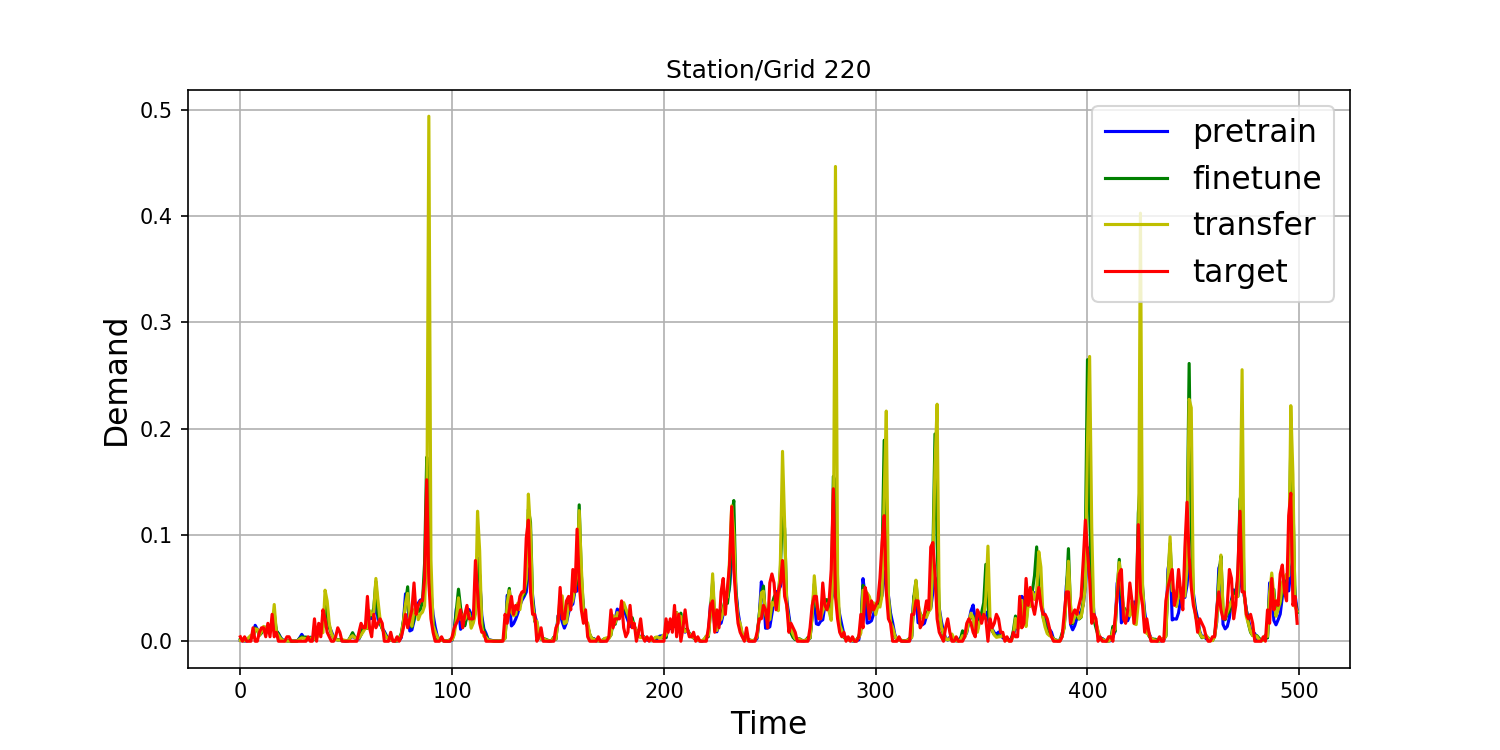 Station/Grid 220
0.5
0.4
0.3
0.2
0.1
0.0
Demand
pretrain
finetune
transfer
target
0 100 200 300 400 500
Time